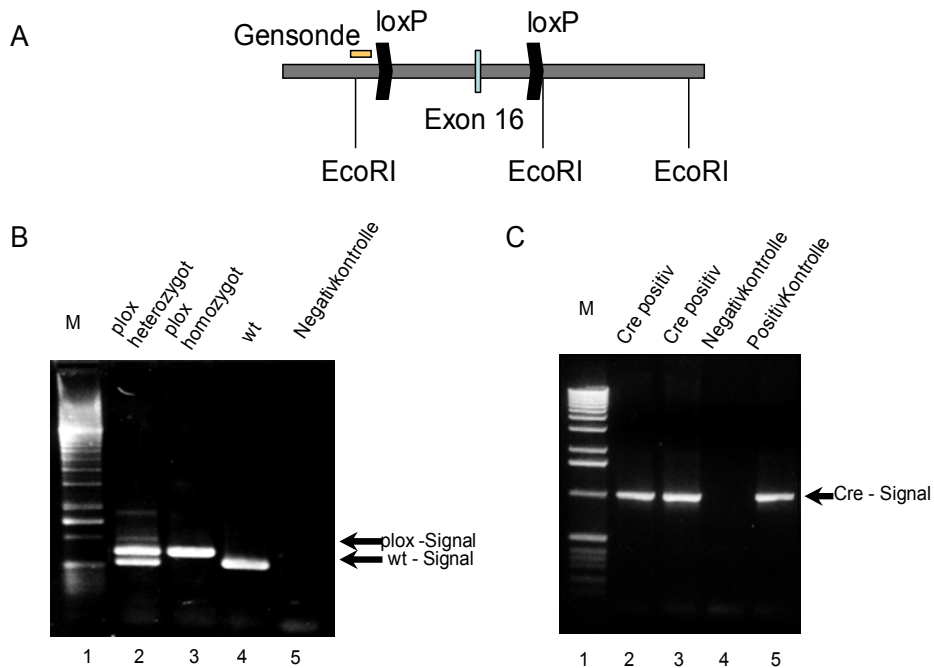 A
Gensonde
loxP
loxP
Exon 16
EcoRI
EcoRI
EcoRI
B
M
plox
heterozygot
plox
homozygot
wt
Negativkontrolle
plox -Signal
wt - Signal
1
2
3
4
5
C
M
Cre positiv
Cre positiv
Negativkontrolle
PositivKontrolle
Cre - Signal
1
2
3
4
5